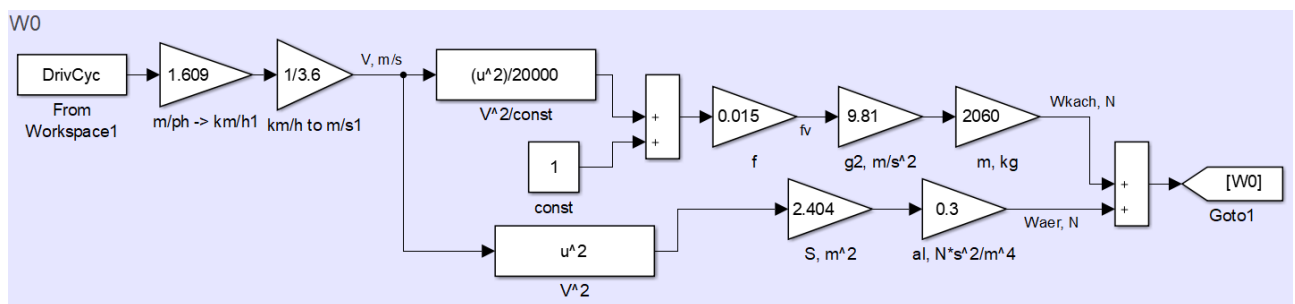 W0
DrivCyc
From
Workspace1
1.609
m/ph -> km/h1
1/3.6
km/h to m/s1
V, m/s
(u^2)/20000
V^2/const
1
const
+
+
0.015
f
fv
9.81
g2, m/s^2
2060
m, kg
Wkach, N
u^2
V^2
2.404
S, m^2
0.3
al, N*s^2/m^4
Waer, N
+
+
[W0]
Goto1